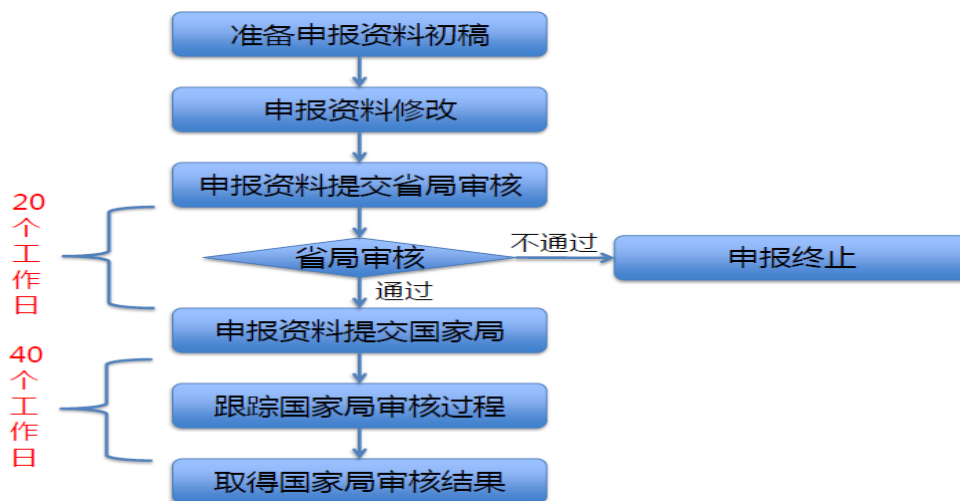 准备申报资料初稿
申报资料修改
申报资料提交省局审核
20
个
工
作
日
省局审核
不通过
申报终止
通过
申报资料提交国家局
40
个
工
作
日
跟踪国家局审核过程
取得国家局审核结果